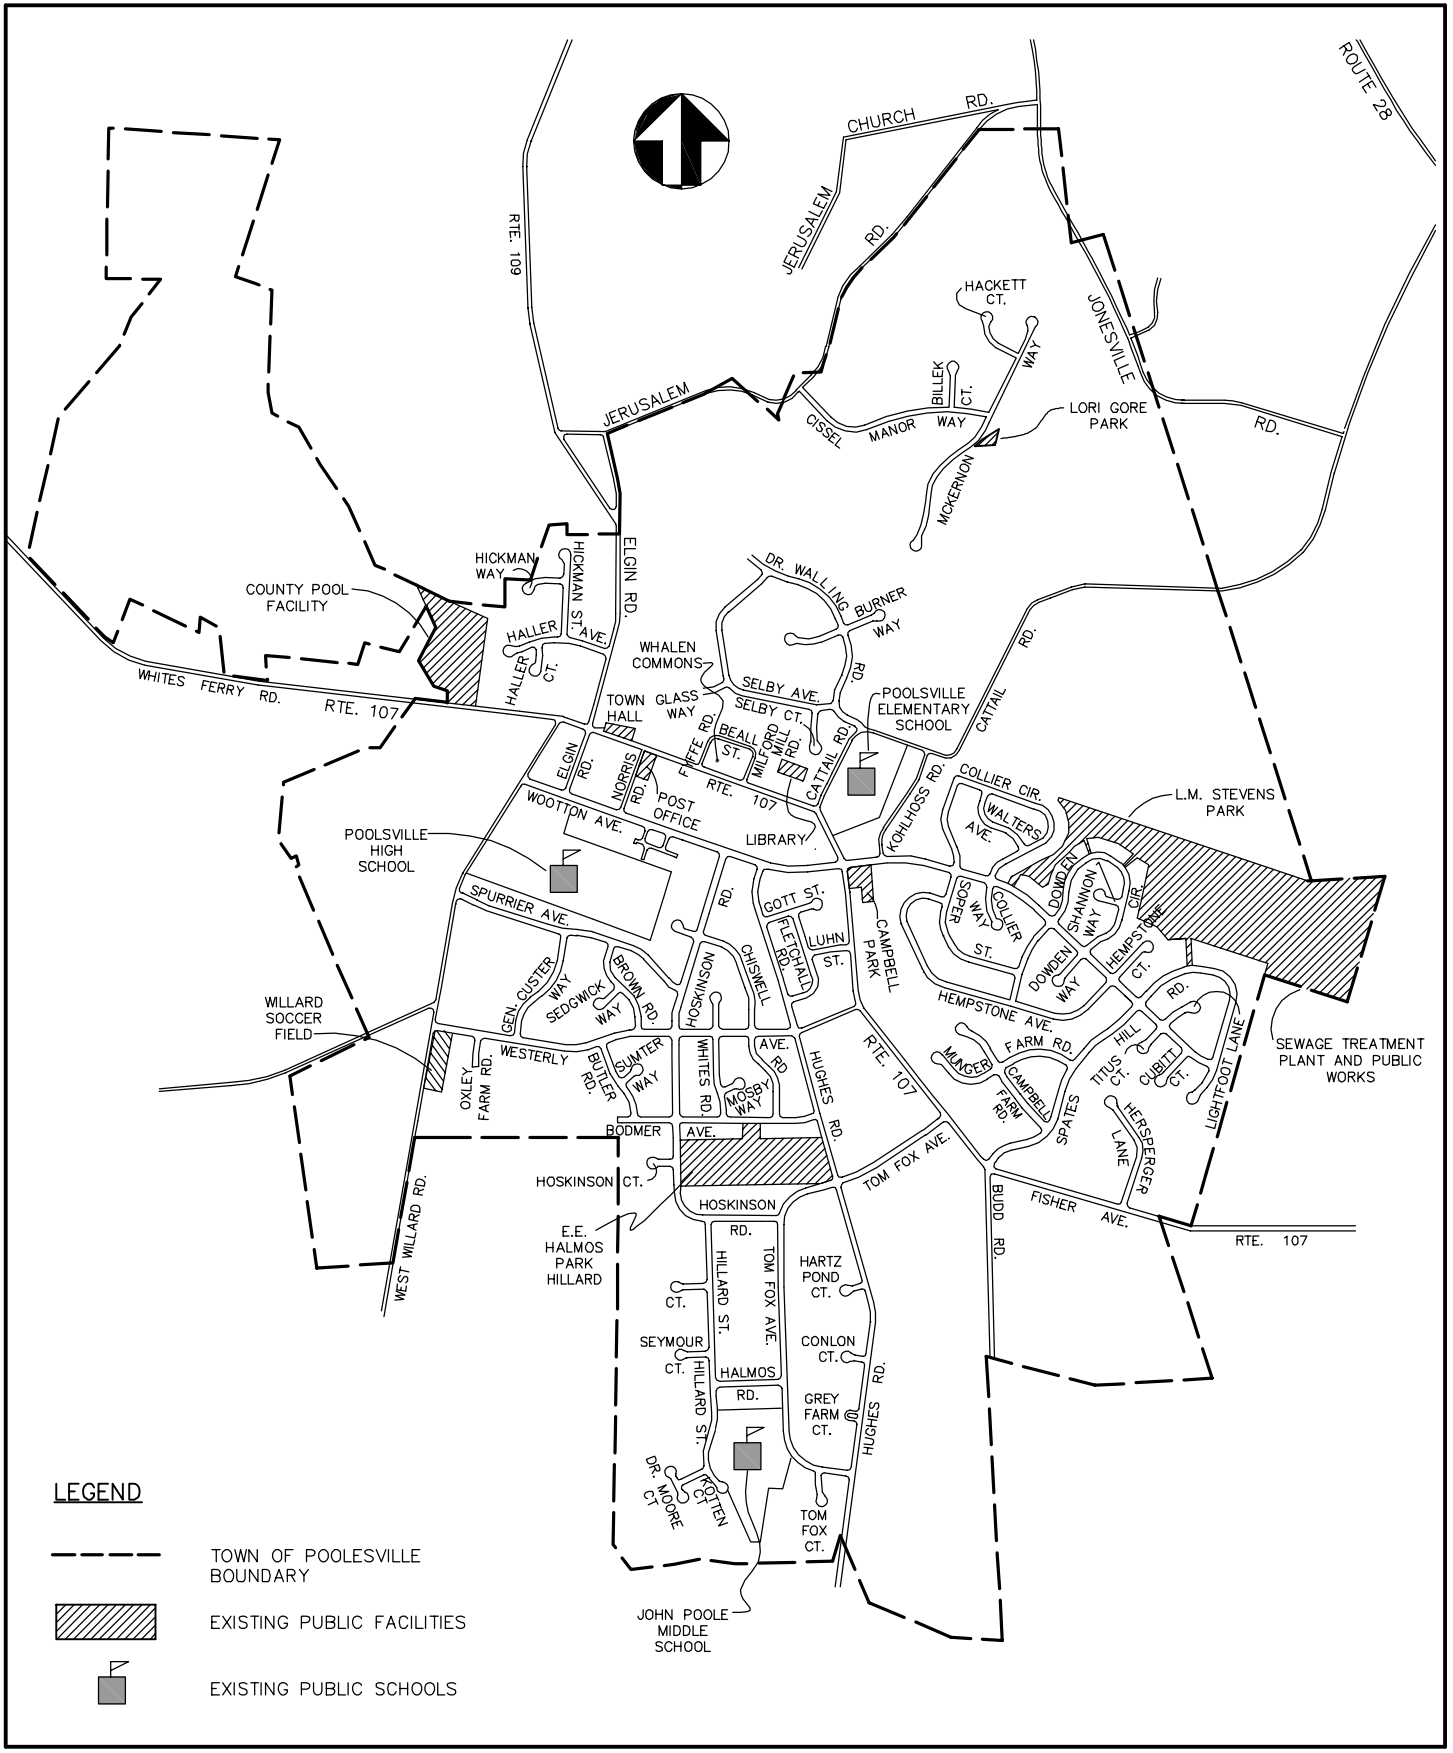 ROUTE 28
CHURCH
RD.
JERUSALEM
RD.
RTE. 109
HACKETT
CT.
WAY
JONESVILLE
RD.
BILLEK
CT.
JERUSALEM
CISSEL
MANOR
WAY
LORI GORE
PARK
MCKERNON
ELGIN RD.
HICKMAN
WAY
HICKMAN ST.
COUNTY POOL
FACILITY
HALLER
AVE.
HALLER
CT.
DR. WALLING
RD.
BURNER
WAY
WHALEN
COMMONS
WHITES FERRY RD.
RTE. 107
TOWN
HALL
GLASS
WAY
SELBY AVE.
SELBY CT.
POOLSVILLE
ELEMENTARY
SCHOOL
CATTAIL
RD.
FYFFE RD.
BEALL
ST.
MILFORD
MILL
RD.
CATTAIL RD.
ELGIN
RD.
NORRIS
RD.
RTE. 107
WOOTTON AVE.
POST
OFFICE
LIBRARY
KOHLHOSS RD.
COLLIER CIR.
WALTERS
AVE.
L.M. STEVENS
PARK
POOLSVILLE
HIGH
SCHOOL
SPURRIER AVE.
RD.
GOTT ST.
FLETCHALL
RD.
LUHN
ST.
CAMPBELL
PARK
SOPER
ST.
COLLIER
WAY
DOWDEN
CIR.
SHANNON
WAY
DOWDEN
WAY
HEMPSTONE
CT.
HEMPSTONE AVE.
GEN. CUSTER
WAY
SEDGWICK
WAY
BROWN RD.
HOSKINSON
CHISWELL
WILLARD
SOCCER
FIELD
WESTERLY
AVE.
OXLEY
FARM RD.
BUTLER
RD.
SUMTER
WAY
WHITES RD.
RD
MOSBY
WAY
HUGHES
RD.
RTE. 107
MUNGER
FARM RD.
CAMPBELL
FARM
RD.
HILL
RD.
TITUS
CT.
CUBITT
CT.
LIGHTFOOT LANE
SEWAGE TREATMENT
PLANT AND PUBLIC
WORKS
SPATES
HERSPERGER
LANE
BODMER
AVE.
HOSKINSON CT.
TOM FOX AVE.
WEST WILLARD RD.
HOSKINSON
RD.
BUDD RD.
FISHER AVE.
RTE. 107
E.E.
HALMOS
PARK
HILLARD
CT.
HILLARD ST.
TOM FOX AVE.
HARTZ
POND
CT.
SEYMOUR
CT.
CONLON
CT.
HALMOS
RD.
HILLARD ST.
GREY
FARM
CT.
HUGHES
RD.
DR. MOORE
CT
KOTTEN
CT
TOM
FOX
CT.
JOHN POOLE
MIDDLE
SCHOOL
LEGEND
TOWN OF POOLESVILLE
BOUNDARY
EXISTING PUBLIC FACILITIES
EXISTING PUBLIC SCHOOLS